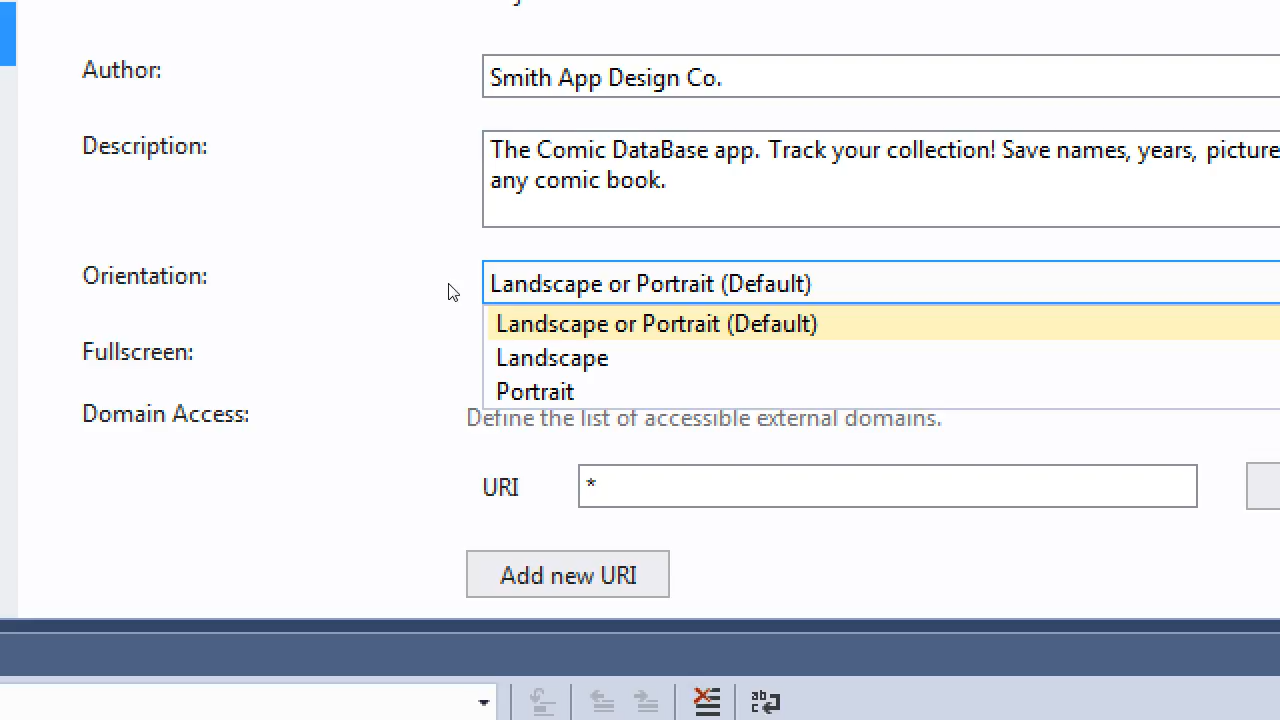 Author:
Smith App Design Co.
Description:
The Comic DataBase app. Track your collection! Save names, years, picture
any comic book.
Orientation:
Landscape or Portrait (Default)
Landscape or Portrait (Default)
Landscape
Portrait
Fullscreen:
Domain Access:
Define the list of accessible external domains.
URI
*
Add new URI